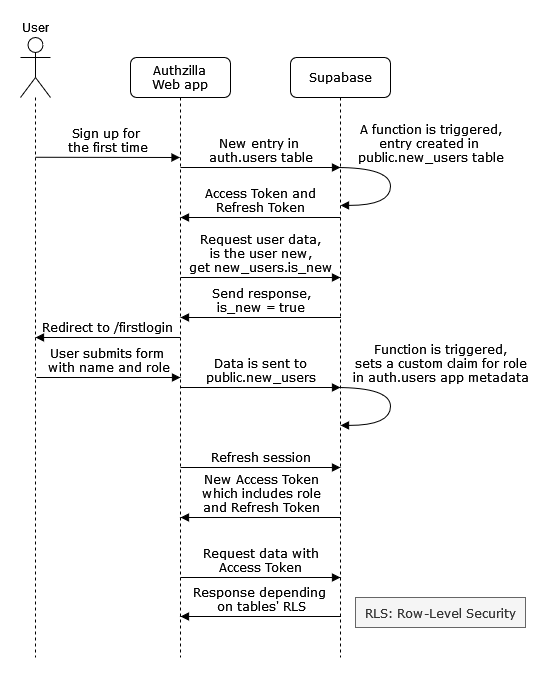 User
Authzilla
Web app
Supabase
Sign up for
the first time
New entry in
auth.users table
A function is triggered,
entry created in
public.new_users table
Access Token and
Refresh Token
Request user data,
is the user new,
get new_users.is_new
Send response,
is_new = true
Redirect to /firstlogin
User submits form
with name and role
Data is sent to
public.new_users
Function is triggered,
sets a custom claim for role
in auth.users app metadata
Refresh session
New Access Token
which includes role
and Refresh Token
Request data with
Access Token
Response depending
on tables' RLS
RLS: Row-Level Security